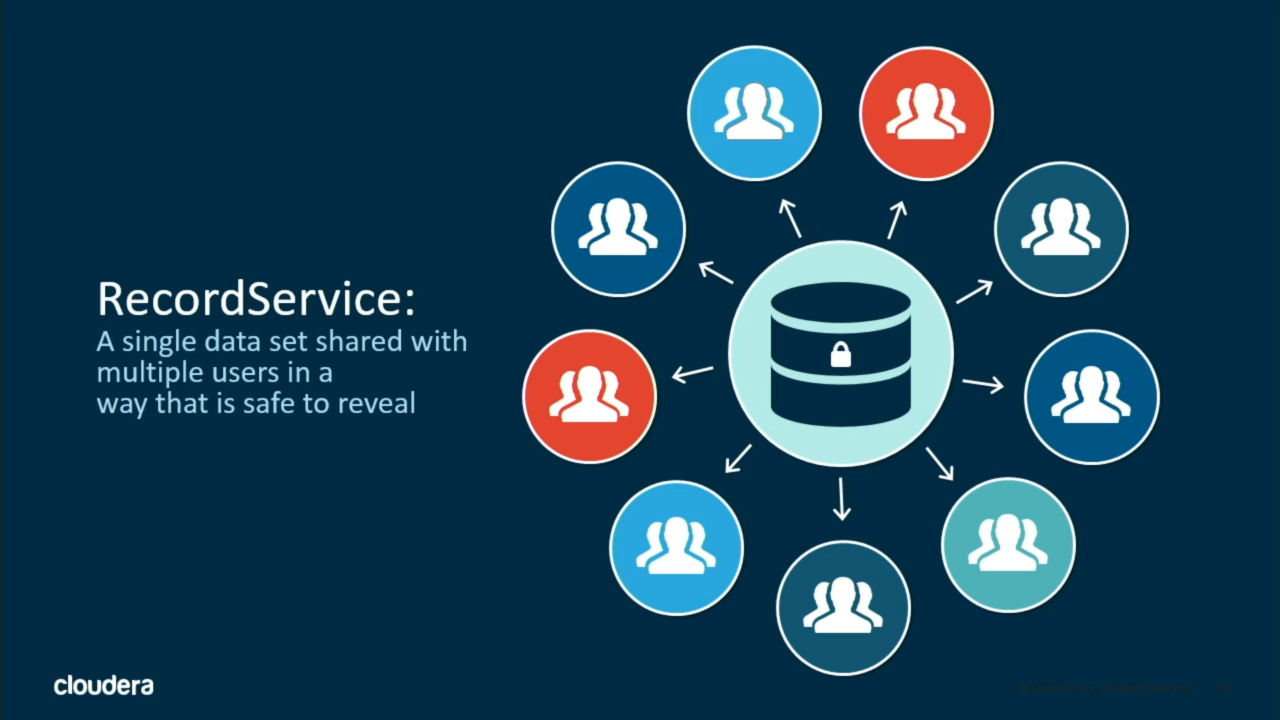 RecordService:
A single data set shared with
multiple users in a
way that is safe to reveal
cloudera